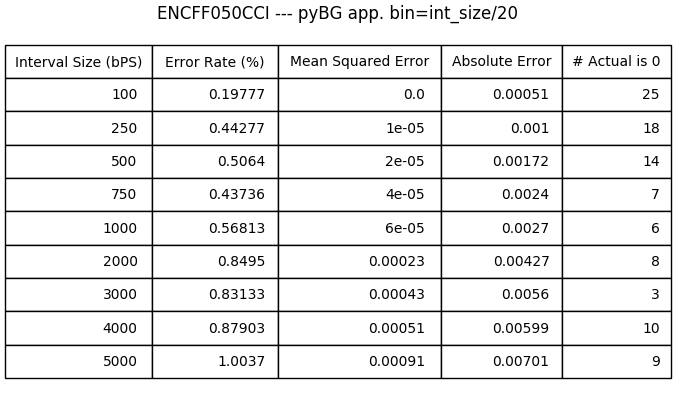 ENCFF050CCI --- pyBG app. bin=int_size/20
Interval Size (bPS) Error Rate (%) Mean Squared Error Absolute Error # Actual is 0
100 0.19777 0.0 0.00051 25
250 0.44277 1e-05 0.001 18
500 0.5064 2e-05 0.00172 14
750 0.43736 4e-05 0.0024 7
1000 0.56813 6e-05 0.0027 6
2000 0.8495 0.00023 0.00427 8
3000 0.83133 0.00043 0.0056 3
4000 0.87903 0.00051 0.00599 10
5000 1.0037 0.00091 0.00701 9